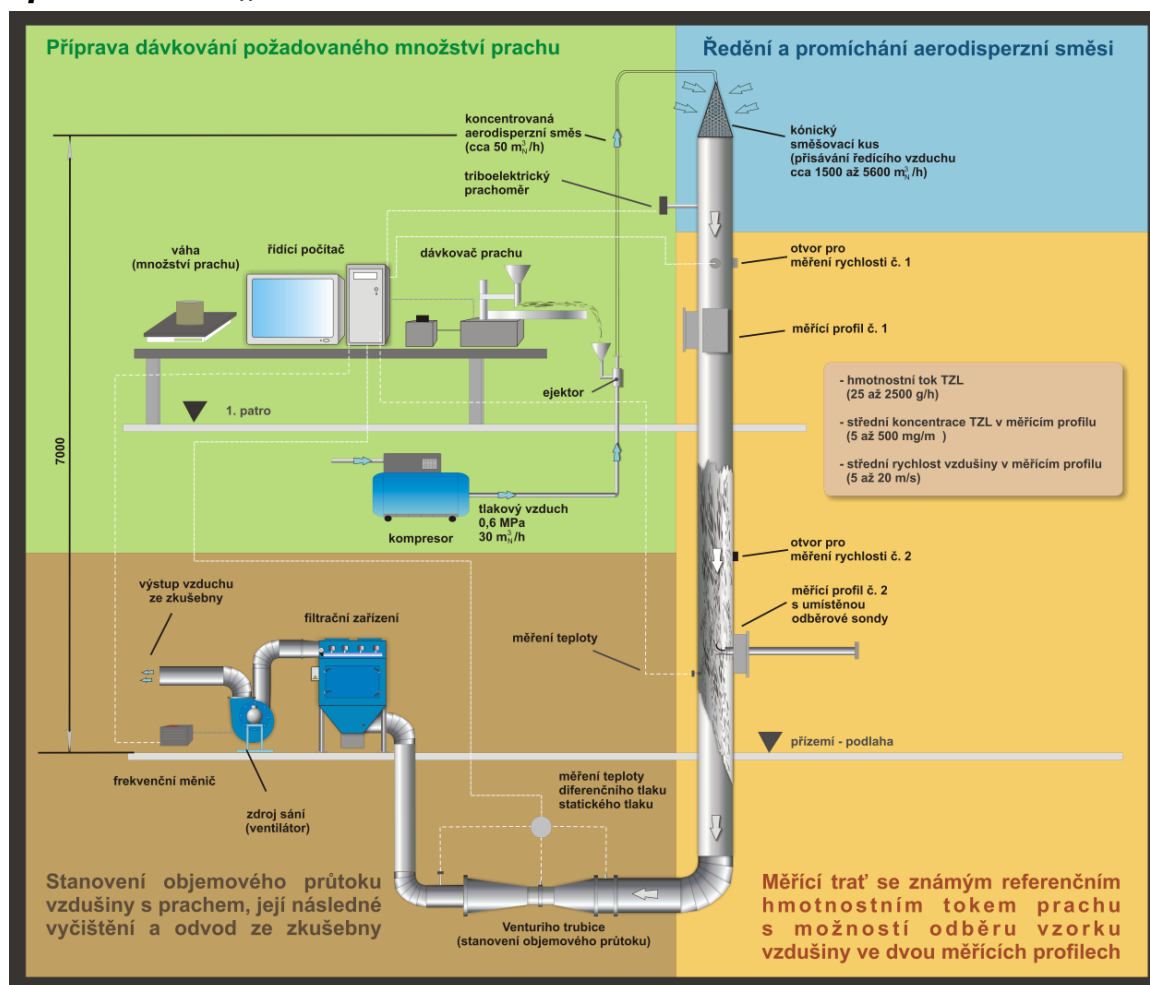 Příprava dávkování požadovaného množství prachu
Ředění a promíchání aerodisperzní směsi
koncentrovaná
aerodisperzní směs
(cca 50 m³N/h)
kónický
směšovací kus
(přisávání ředícího vzduchu
cca 1500 až 5600 m³N/h)
triboelektrický
prachoměr
váha
(množství prachu)
řídící počítač
dávkovač prachu
otvor pro
měření rychlosti č. 1
měřící profil č. 1
ejektor
1. patro
7000
- hmotnostní tok TZL
(25 až 2500 g/h)
- střední koncentrace TZL v měřícím profilu
(5 až 500 mg/m )
- střední rychlost vzdušiny v měřícím profilu
(5 až 20 m/s)
kompresor
tlakový vzduch
0,6 MPa
30 m³N/h
otvor pro
měření rychlosti č. 2
výstup vzduchu
ze zkušebny
filtrační zařízení
měření teploty
měřící profil č. 2
s umístěnou
odběrové sondy
přízemí - podlaha
frekvenční měnič
zdroj sání
(ventilátor)
měření teploty
diferenčního tlaku
statického tlaku
Venturiho trubice
(stanovení objemového průtoku)
Stanovení objemového průtoku
vzdušiny s prachem, její následné
vyčištění a odvod ze zkušebny
Měřící trať se známým referenčním
hmotnostním tokem prachu
s možností odběru vzorku
vzdušiny ve dvou měřících profilech